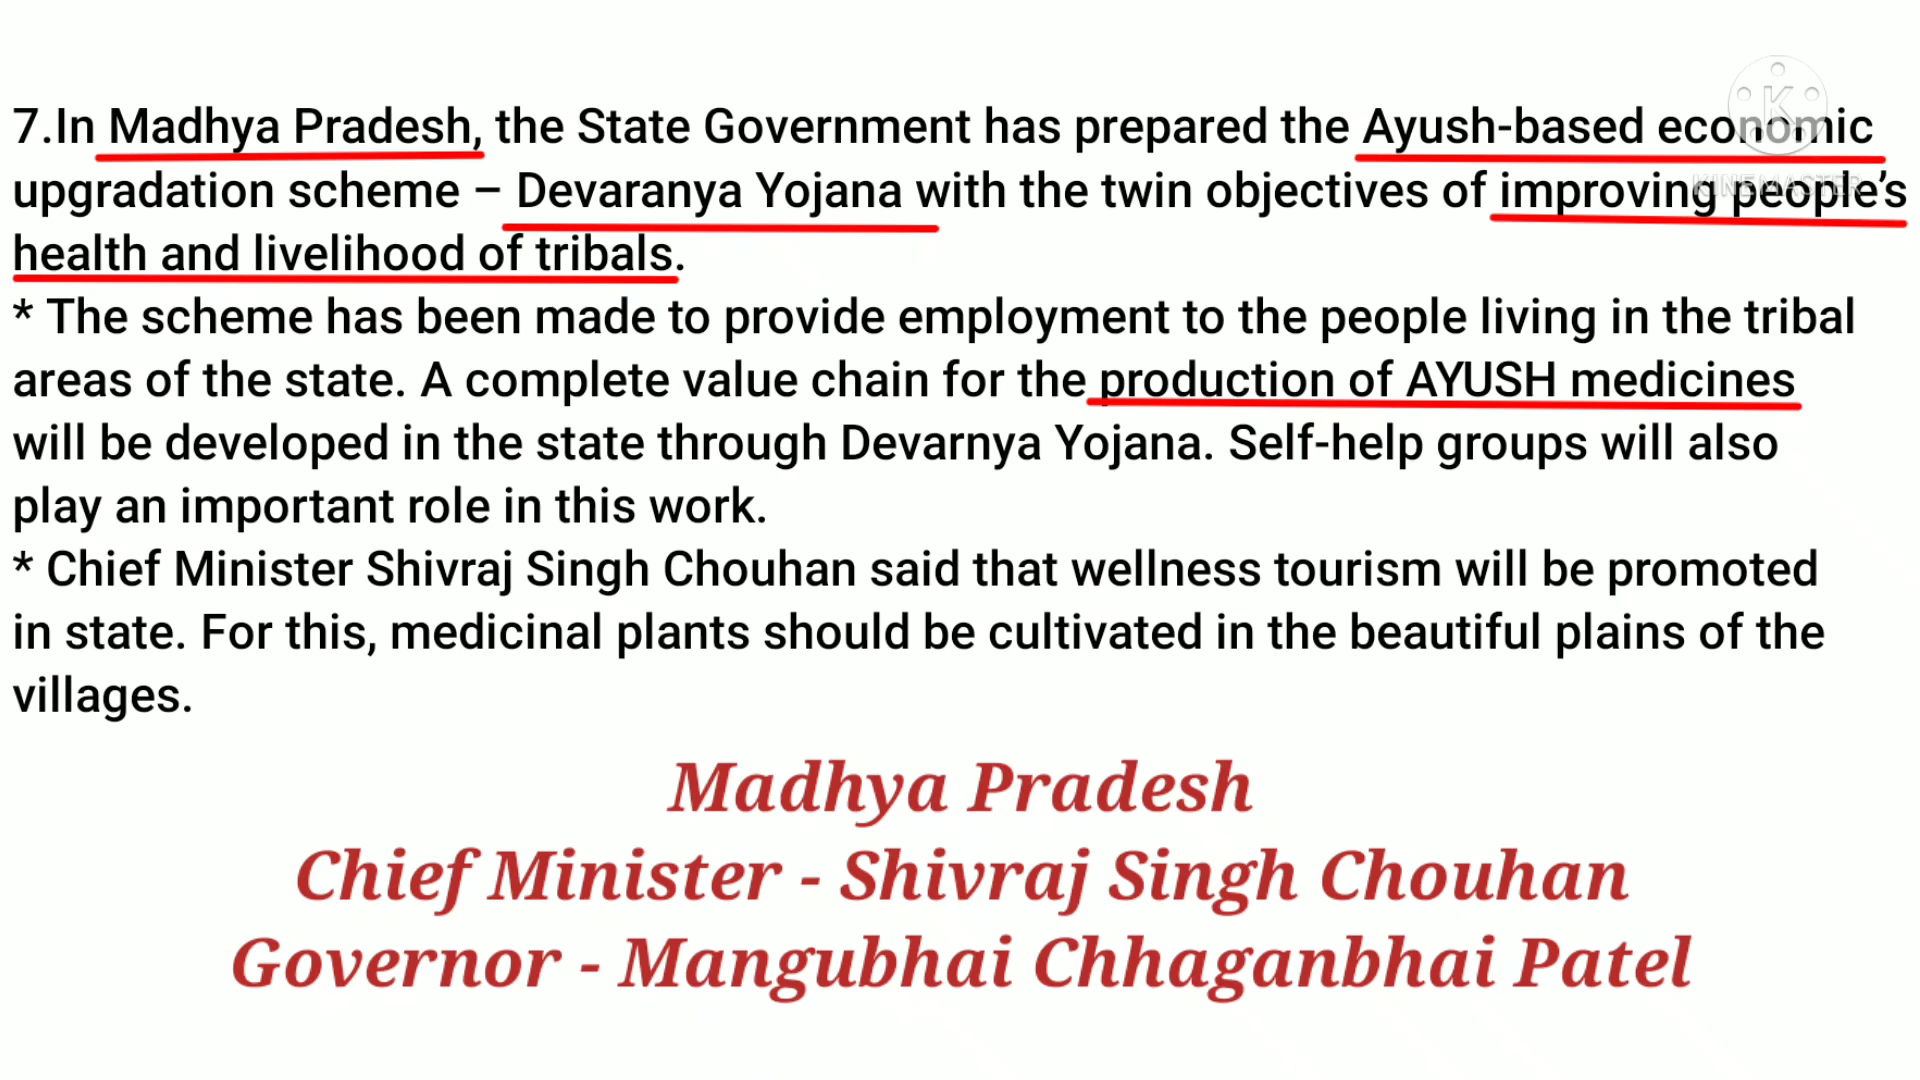 7.In Madhya Pradesh, the State Government has prepared the Ayush-based economic
upgradation scheme – Devaranya Yojana with the twin objectives of improving people's
health and livelihood of tribals.
* The scheme has been made to provide employment to the people living in the tribal
areas of the state. A complete value chain for the production of AYUSH medicines
will be developed in the state through Devarnya Yojana. Self-help groups will also
play an important role in this work.
* Chief Minister Shivraj Singh Chouhan said that wellness tourism will be promoted
in state. For this, medicinal plants should be cultivated in the beautiful plains of the
villages.
Madhya Pradesh
Chief Minister - Shivraj Singh Chouhan
Governor - Mangubhai Chhaganbhai Patel
K
KINEMASTER